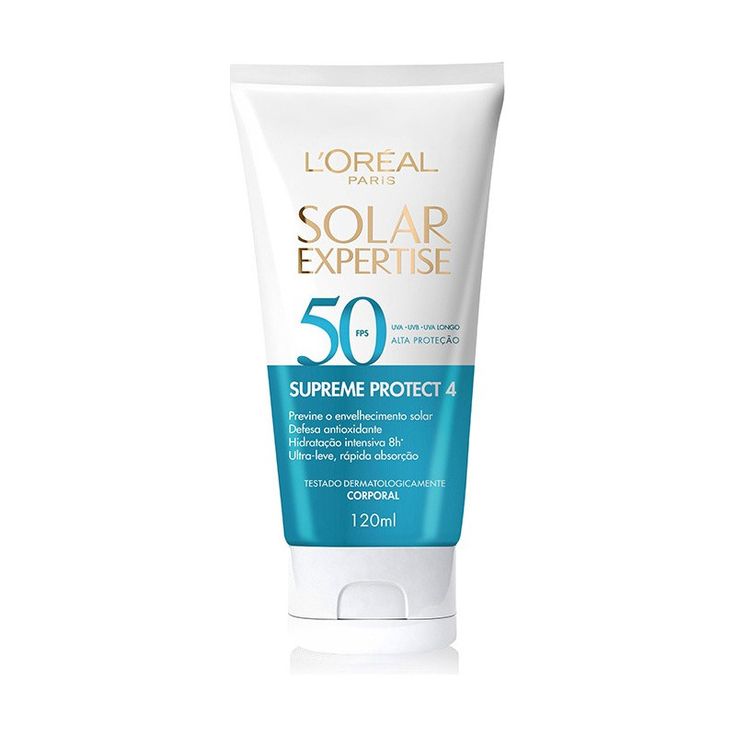 L'ORÉAL
PARIS
SOLAR
EXPERTISE
50 FPS
UVA • UVB • UVA LONGO
ALTA PROTEÇÃO
SUPREME PROTECT 4
Previne o envelhecimento solar
Defesa antioxidante
Hidratação intensiva 8h*
Ultra-leve, rápida absorção
TESTADO DERMATOLOGICAMENTE
CORPORAL
120ml